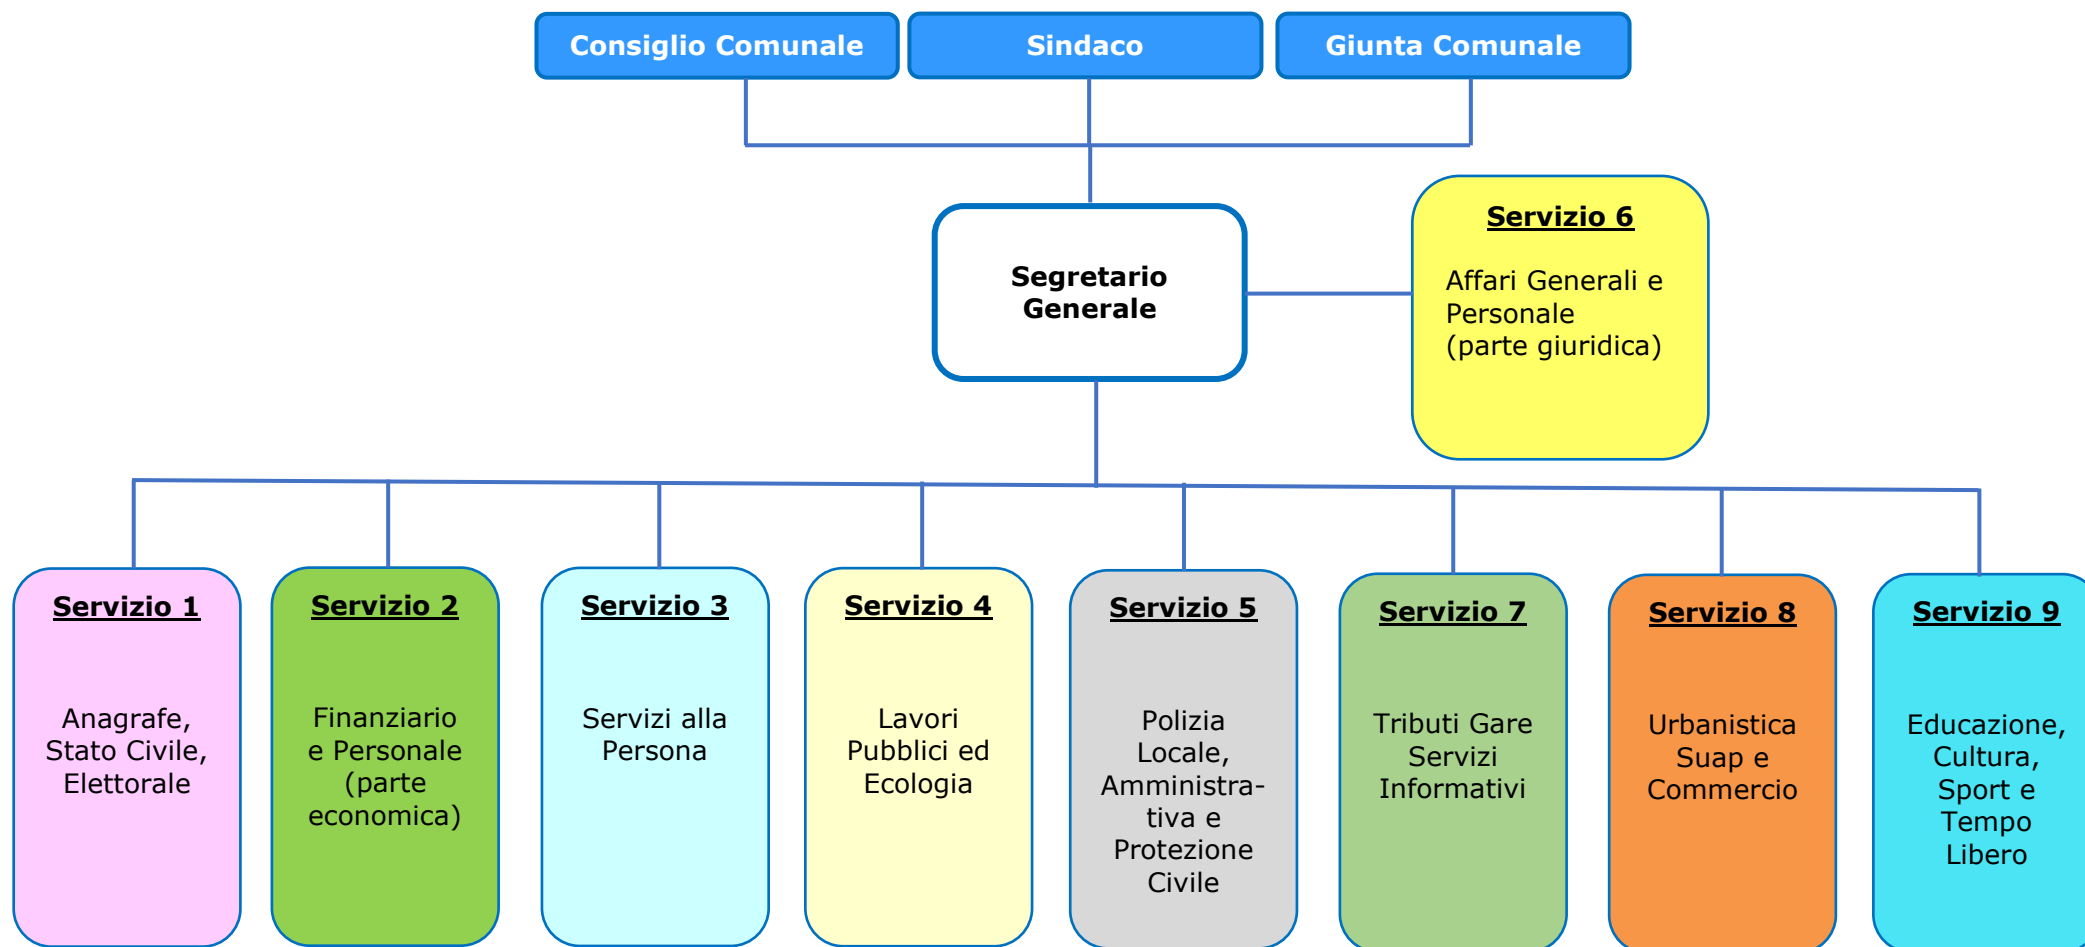 Consiglio Comunale
Sindaco
Giunta Comunale
Segretario
Generale
Servizio 6
Affari Generali e
Personale
(parte giuridica)
Servizio 1
Anagrafe,
Stato Civile,
Elettorale
Servizio 2
Finanziario
e Personale
(parte
economica)
Servizio 3
Servizi alla
Persona
Servizio 4
Lavori
Pubblici ed
Ecologia
Servizio 5
Polizia
Locale,
Amministra-
tiva e
Protezione
Civile
Servizio 7
Tributi Gare
Servizi
Informativi
Servizio 8
Urbanistica
Suap e
Commercio
Servizio 9
Educazione,
Cultura,
Sport e
Tempo
Libero